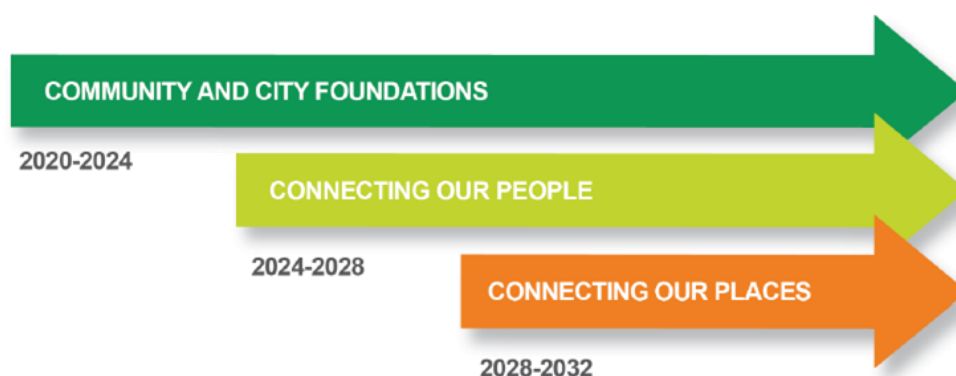 COMMUNITY AND CITY FOUNDATIONS
2020-2024
CONNECTING OUR PEOPLE
2024-2028
CONNECTING OUR PLACES
2028-2032